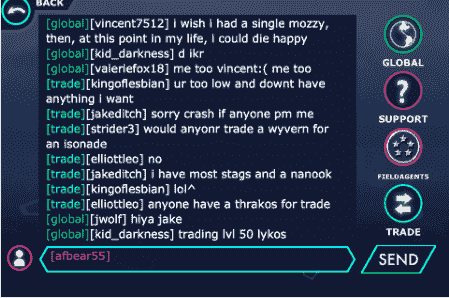 BACK
[global][vincent7512] i wish i had a single mozzy,
then, at this point in my life, i could die happy
[global][kid_darkness] d ikr
[global][valeriefox18] me too vincent:( me too
[trade][kingoflesbian] ur too low and downt have
anything i want
[trade][jakeditch] sorry crash if anyone pm me
[trade][strider3] would anyonr trade a wyvern for
an isonade
[trade][elliottleo] no
[trade][jakeditch] i have most stags and a nanook
[trade][kingoflesbian] lol^
[trade][elliottleo] anyone have a thrakos for trade
[global][jwolf] hiya jake
[global][kid_darkness] trading lvl 50 lykos
[afbear55]
GLOBAL
?
SUPPORT
FIELDAGENTS
TRADE
SEND